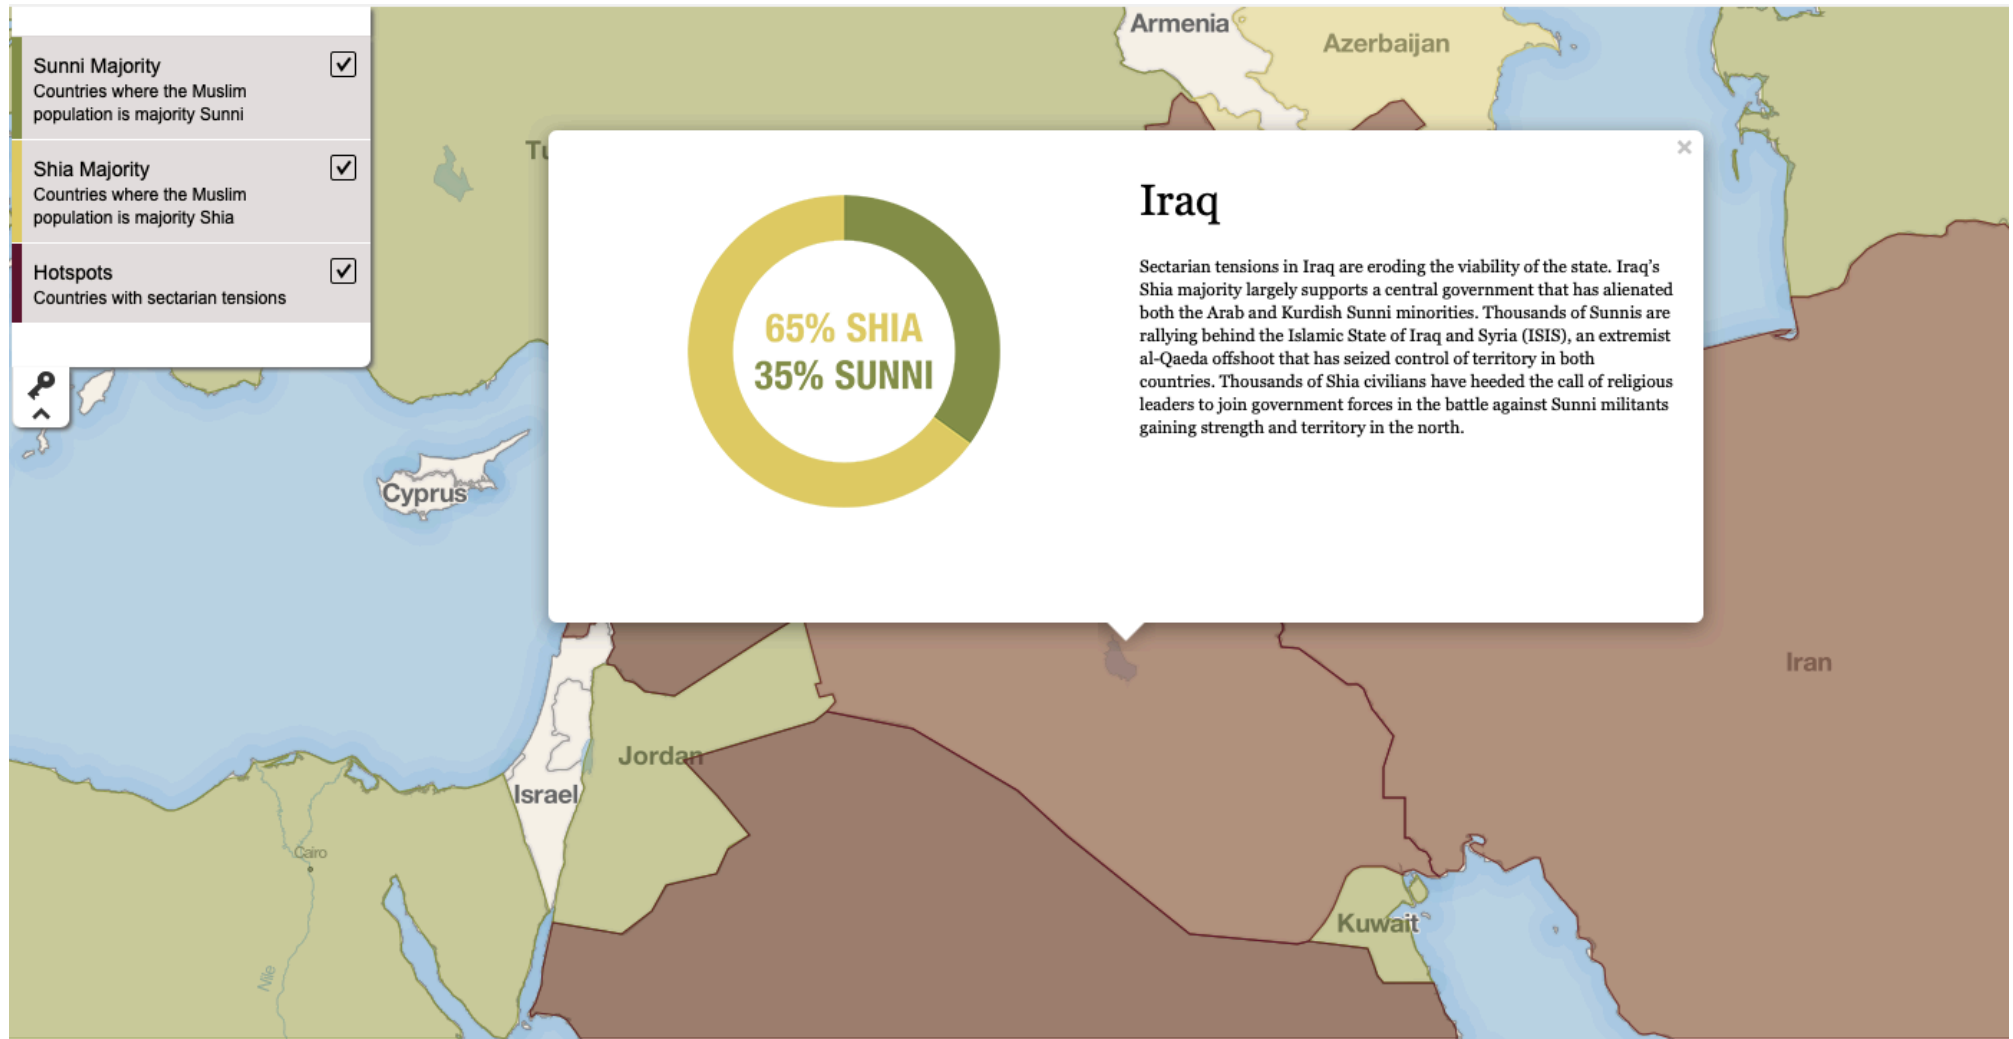 Sunni Majority
Countries where the Muslim
population is majority Sunni
Shia Majority
Countries where the Muslim
population is majority Shia
Hotspots
Countries with sectarian tensions
Armenia
Azerbaijan
×
65% SHIA
35% SUNNI
Iraq
Sectarian tensions in Iraq are eroding the viability of the state. Iraq's
Shia majority largely supports a central government that has alienated
both the Arab and Kurdish Sunni minorities. Thousands of Sunnis are
rallying behind the Islamic State of Iraq and Syria (ISIS), an extremist
al-Qaeda offshoot that has seized control of territory in both
countries. Thousands of Shia civilians have heeded the call of religious
leaders to join government forces in the battle against Sunni militants
gaining strength and territory in the north.
Cyprus
Iran
Jordan
Israel
Cairo
Kuwait
Nile